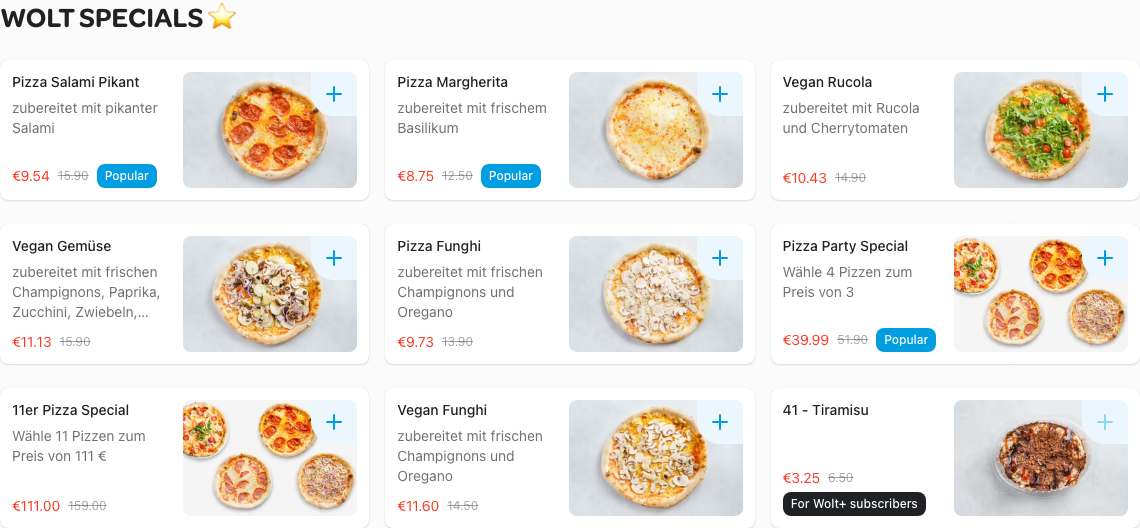 WOLT SPECIALS ⭐
Pizza Salami Pikant
zubereitet mit pikanter
Salami
€9.54 15.90 Popular
Pizza Margherita
zubereitet mit frischem
Basilikum
€8.75 12.50 Popular
Vegan Rucola
zubereitet mit Rucola
und Cherrytomaten
€10.43 14.90
Vegan Gemüse
zubereitet mit frischen
Champignons, Paprika,
Zucchini, Zwiebeln,...
€11.13 15.90
Pizza Funghi
zubereitet mit frischen
Champignons und
Oregano
€9.73 13.90
Pizza Party Special
Wähle 4 Pizzen zum
Preis von 3
€39.99 51.90 Popular
11er Pizza Special
Wähle 11 Pizzen zum
Preis von 111 €
€111.00 159.00
Vegan Funghi
zubereitet mit frischen
Champignons und
Oregano
€11.60 14.50
41 - Tiramisu
€3.25 6.50
For Wolt+ subscribers